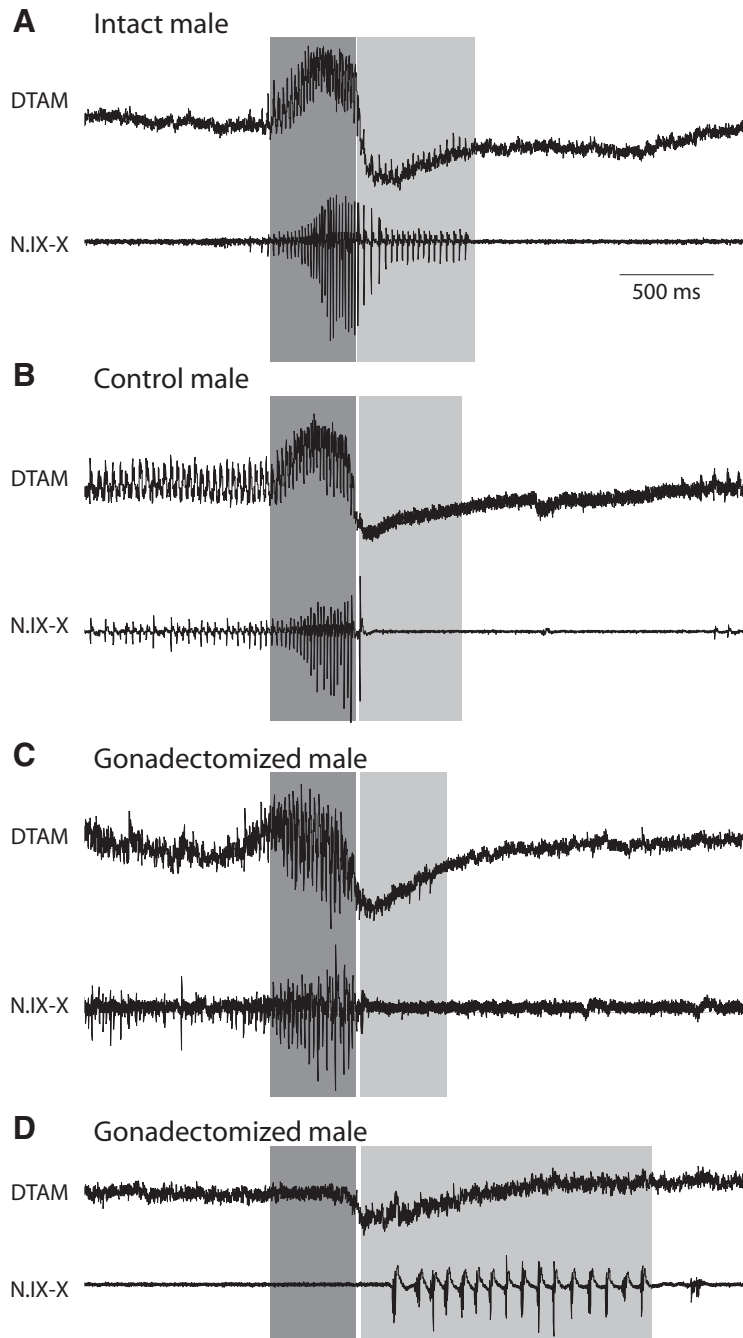 A Intact male
DTAM
N.IX-X
500 ms
B Control male
DTAM
N.IX-X
C Gonadectomized male
DTAM
N.IX-X
D Gonadectomized male
DTAM
N.IX-X